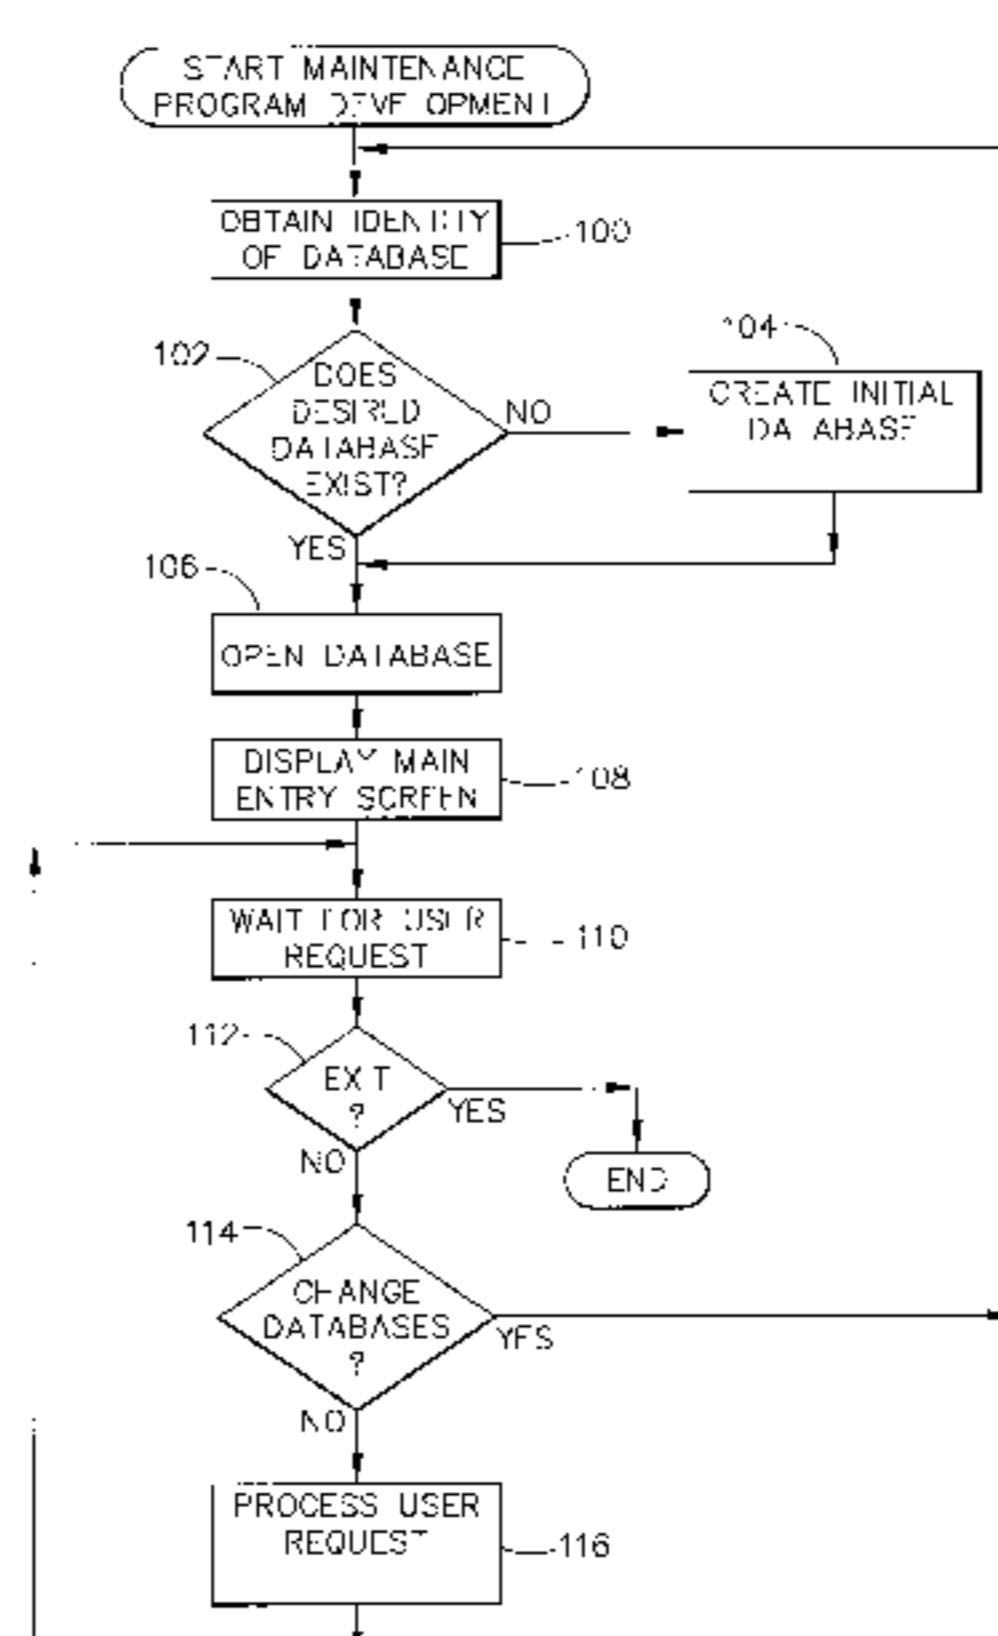 START MAINTENANCE
PROGRAM DEVELOPMENT
OBTAIN IDENTITY
OF DATABASE
100
102
DOES
DESIRED
DATABASE
EXIST?
NO
104
CREATE INITIAL
DATABASE
YES
106
OPEN DATABASE
DISPLAY MAIN
ENTRY SCREEN
108
WAIT FOR USER
REQUEST
110
112
EXIT
?
YES
NO
END
114
CHANGE
DATABASES
?
YES
NO
PROCESS USER
REQUEST
116